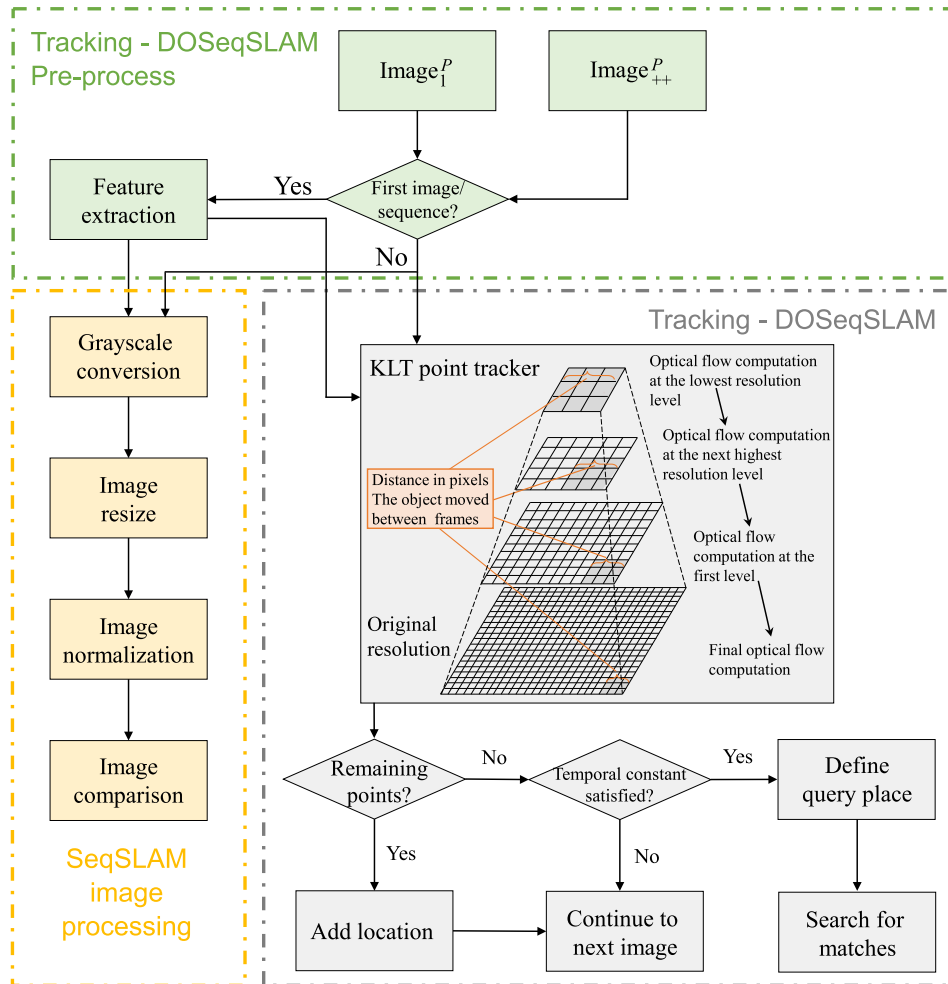 Tracking - DOSeqSLAM
Pre-process
Image₁ᴾ
Image₊₊ᴾ
First image/
sequence?
Yes
No
Feature
extraction
Tracking - DOSeqSLAM
Grayscale
conversion
Image
resize
Image
normalization
Image
comparison
SeqSLAM
image
processing
KLT point tracker
Optical flow computation
at the lowest resolution
level
Optical flow computation
at the next highest
resolution level
Optical flow
computation at the
first level
Final optical flow
computation
Distance in pixels
The object moved
between frames
Original
resolution
Remaining
points?
No
Temporal constant
satisfied?
Yes
Define
query place
Yes
No
Add location
Continue to
next image
Search for
matches